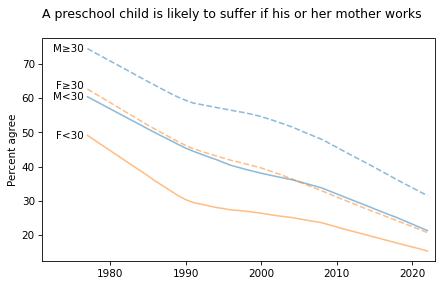 A preschool child is likely to suffer if his or her mother works
M≥30
F≥30
M<30
F<30
Percent agree
70
60
50
40
30
20
1980
1990
2000
2010
2020